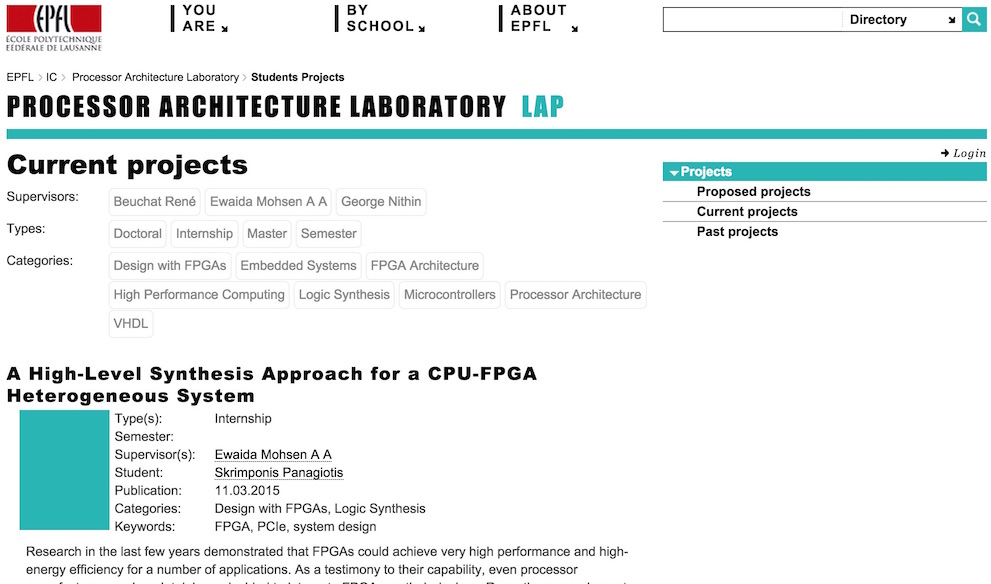 EPFL
ÉCOLE POLYTECHNIQUE
FÉDÉRALE DE LAUSANNE
YOU
ARE
BY
SCHOOL
ABOUT
EPFL
Directory
EPFL > IC > Processor Architecture Laboratory > Students Projects
PROCESSOR ARCHITECTURE LABORATORY LAP
Login
Current projects
Supervisors: Beuchat René Ewaida Mohsen A A George Nithin
Types: Doctoral Internship Master Semester
Categories: Design with FPGAs Embedded Systems FPGA Architecture
High Performance Computing Logic Synthesis Microcontrollers Processor Architecture
VHDL
Projects
Proposed projects
Current projects
Past projects
A High-Level Synthesis Approach for a CPU-FPGA
Heterogeneous System
Type(s): Internship
Semester:
Supervisor(s): Ewaida Mohsen A A
Student: Skrimponis Panagiotis
Publication: 11.03.2015
Categories: Design with FPGAs, Logic Synthesis
Keywords: FPGA, PCIe, system design
Research in the last few years demonstrated that FPGAs could achieve very high performance and high-
energy efficiency for a number of applications. As a testimony to their capability, even processor